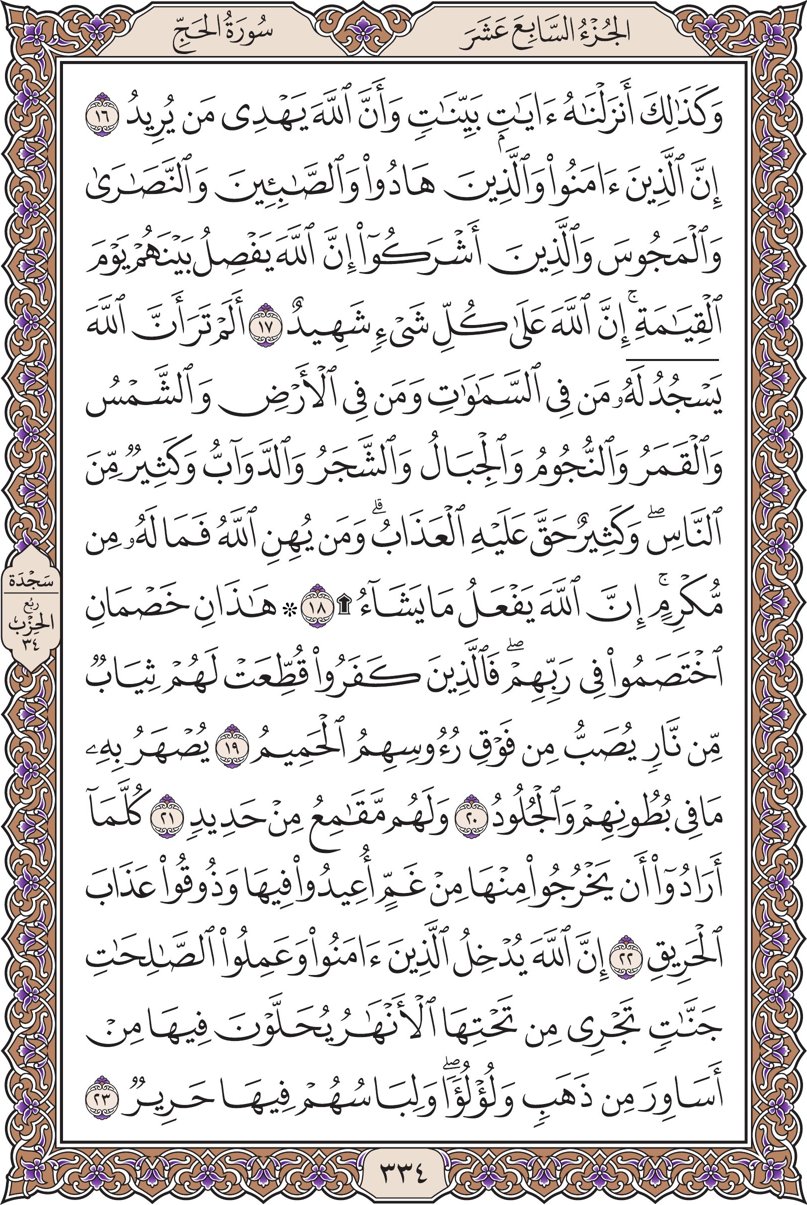 الجُزْءُ السَّابِعَ عَشَرَ
سُورَةُ الحَجِّ
وَكَذَٰلِكَ أَنزَلْنَٰهُ ءَايَٰتٍۭ بَيِّنَٰتٍ وَأَنَّ ٱللَّهَ يَهْدِى مَن يُرِيدُ ١٦
إِنَّ ٱلَّذِينَ ءَامَنُوا۟ وَٱلَّذِينَ هَادُوا۟ وَٱلصَّٰبِـِٔينَ وَٱلنَّصَٰرَىٰ
وَٱلْمَجُوسَ وَٱلَّذِينَ أَشْرَكُوٓا۟ إِنَّ ٱللَّهَ يَفْصِلُ بَيْنَهُمْ يَوْمَ
ٱلْقِيَٰمَةِ ۚ إِنَّ ٱللَّهَ عَلَىٰ كُلِّ شَىْءٍ شَهِيدٌ ١٧ أَلَمْ تَرَ أَنَّ ٱللَّهَ
يَسْجُدُ لَهُۥ مَن فِى ٱلسَّمَٰوَٰتِ وَمَن فِى ٱلْأَرْضِ وَٱلشَّمْسُ
وَٱلْقَمَرُ وَٱلنُّجُومُ وَٱلْجِبَالُ وَٱلشَّجَرُ وَٱلدَّوَآبُّ وَكَثِيرٌ مِّنَ
ٱلنَّاسِ ۖ وَكَثِيرٌ حَقَّ عَلَيْهِ ٱلْعَذَابُ ۗ وَمَن يُهِنِ ٱللَّهُ فَمَا لَهُۥ مِن
مُّكْرِمٍ ۚ إِنَّ ٱللَّهَ يَفْعَلُ مَا يَشَآءُ ۩ ١٨ ۞ هَٰذَانِ خَصْمَانِ
ٱخْتَصَمُوا۟ فِى رَبِّهِمْ ۖ فَٱلَّذِينَ كَفَرُوا۟ قُطِّعَتْ لَهُمْ ثِيَابٌ
مِّن نَّارٍ يُصَبُّ مِن فَوْقِ رُءُوسِهِمُ ٱلْحَمِيمُ ١٩ يُصْهَرُ بِهِۦ
مَا فِى بُطُونِهِمْ وَٱلْجُلُودُ ٢٠ وَلَهُم مَّقَٰمِعُ مِنْ حَدِيدٍ ٢١ كُلَّمَآ
أَرَادُوٓا۟ أَن يَخْرُجُوا۟ مِنْهَا مِنْ غَمٍّ أُعِيدُوا۟ فِيهَا وَذُوقُوا۟ عَذَابَ
ٱلْحَرِيقِ ٢٢ إِنَّ ٱللَّهَ يُدْخِلُ ٱلَّذِينَ ءَامَنُوا۟ وَعَمِلُوا۟ ٱلصَّٰلِحَٰتِ
جَنَّٰتٍ تَجْرِى مِن تَحْتِهَا ٱلْأَنْهَٰرُ يُحَلَّوْنَ فِيهَا مِنْ
أَسَاوِرَ مِن ذَهَبٍ وَلُؤْلُؤًا ۖ وَلِبَاسُهُمْ فِيهَا حَرِيرٌ ٢٣
سَجْدَة
رُبْعُ
الحِزْب
٣٤
٣٣٤